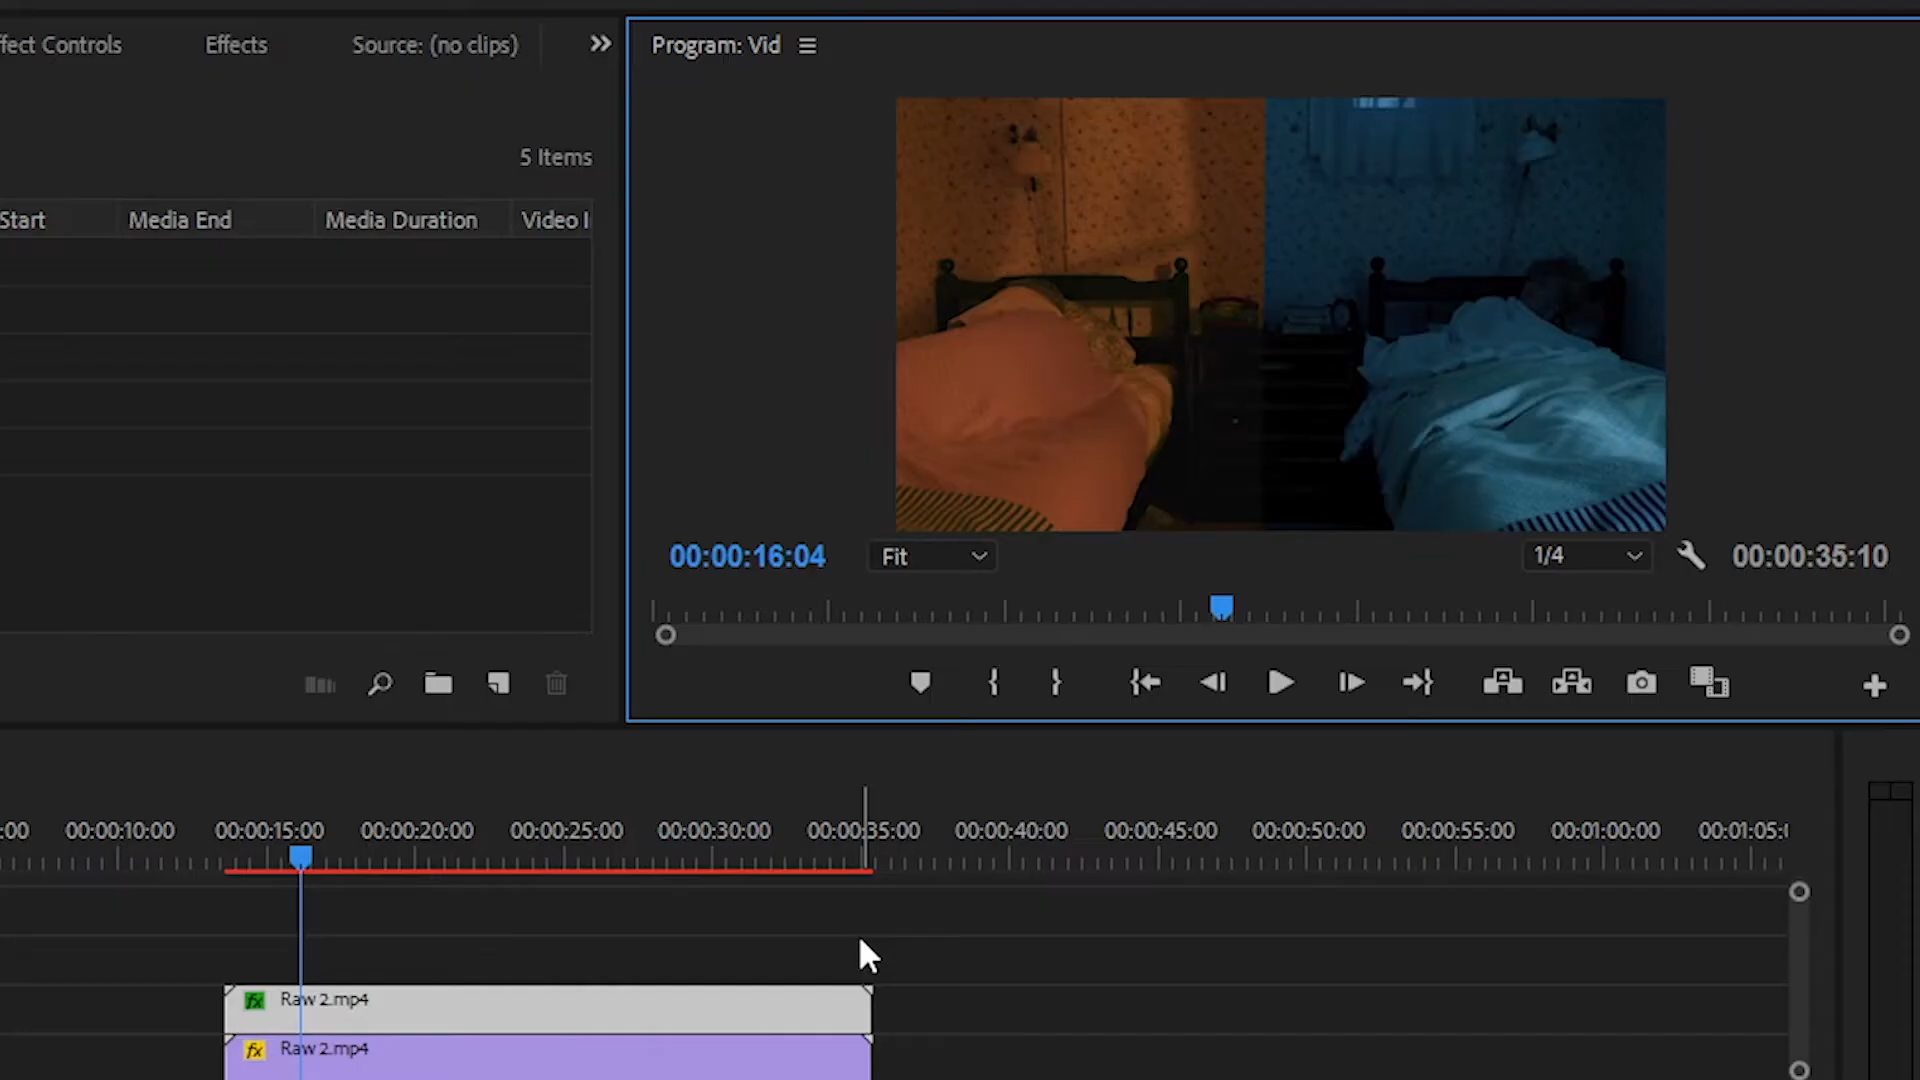 ffect Controls
Effects
Source: (no clips)
Program: Vid
5 Items
Start
Media End
Media Duration
Video I
00:00:16:04
Fit
1/4
00:00:35:10
:00
00:00:10:00
00:00:15:00
00:00:20:00
00:00:25:00
00:00:30:00
00:00:35:00
00:00:40:00
00:00:45:00
00:00:50:00
00:00:55:00
00:01:00:00
00:01:05:
fx Raw 2.mp4
fx Raw 2.mp4